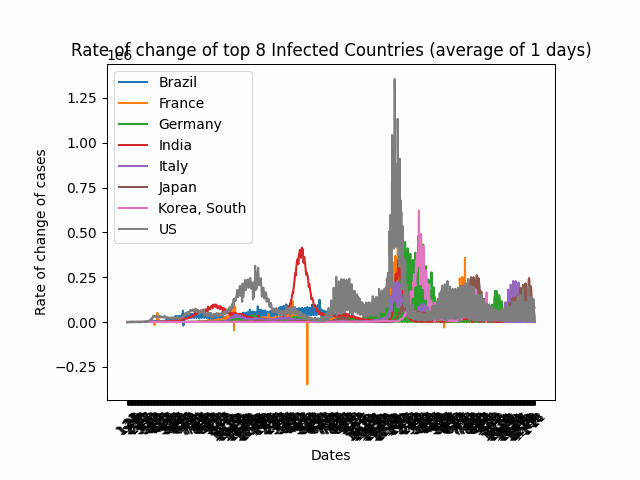 Rate of change of top 8 Infected Countries (average of 1 days)
1e6
Brazil
France
Germany
India
Italy
Japan
Korea, South
US
1.25
1.00
0.75
0.50
0.25
0.00
−0.25
Rate of change of cases
Dates